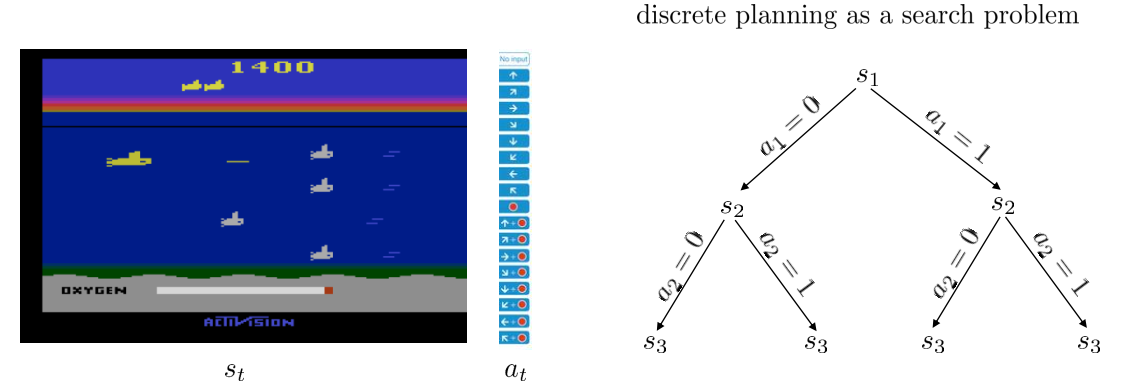 discrete planning as a search problem
1400
No input
OXYGEN
ACTIVISION
s_t
a_t
s_1
a_1 = 0
a_1 = 1
s_2
s_2
a_2 = 0
a_2 = 1
a_2 = 0
a_2 = 1
s_3
s_3
s_3
s_3